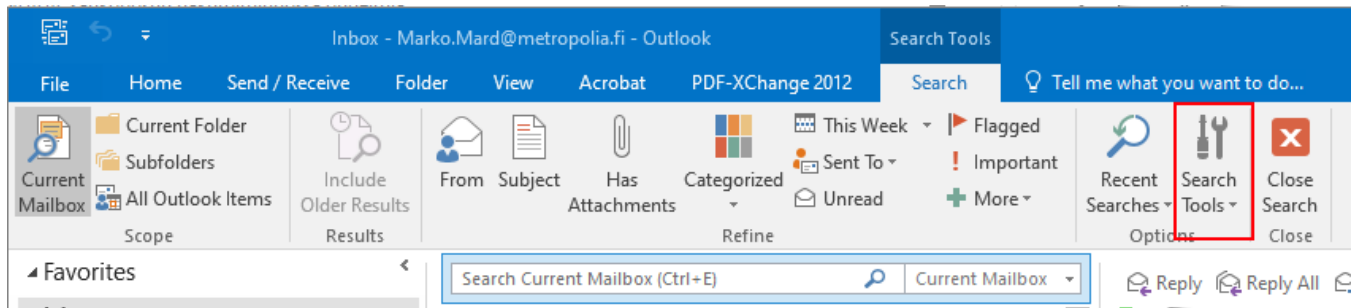 Inbox - Marko.Mard@metropolia.fi - Outlook
Search Tools
File Home Send / Receive Folder View Acrobat PDF-XChange 2012 Search Tell me what you want to do...
Current Mailbox
Current Folder
Subfolders
All Outlook Items
Scope
Include Older Results
Results
From
Subject
Has Attachments
Categorized
This Week
Sent To
Unread
Flagged
! Important
More
Refine
Recent Searches
Search Tools
Options
Close Search
Close
Favorites
Search Current Mailbox (Ctrl+E)
Current Mailbox
Reply
Reply All